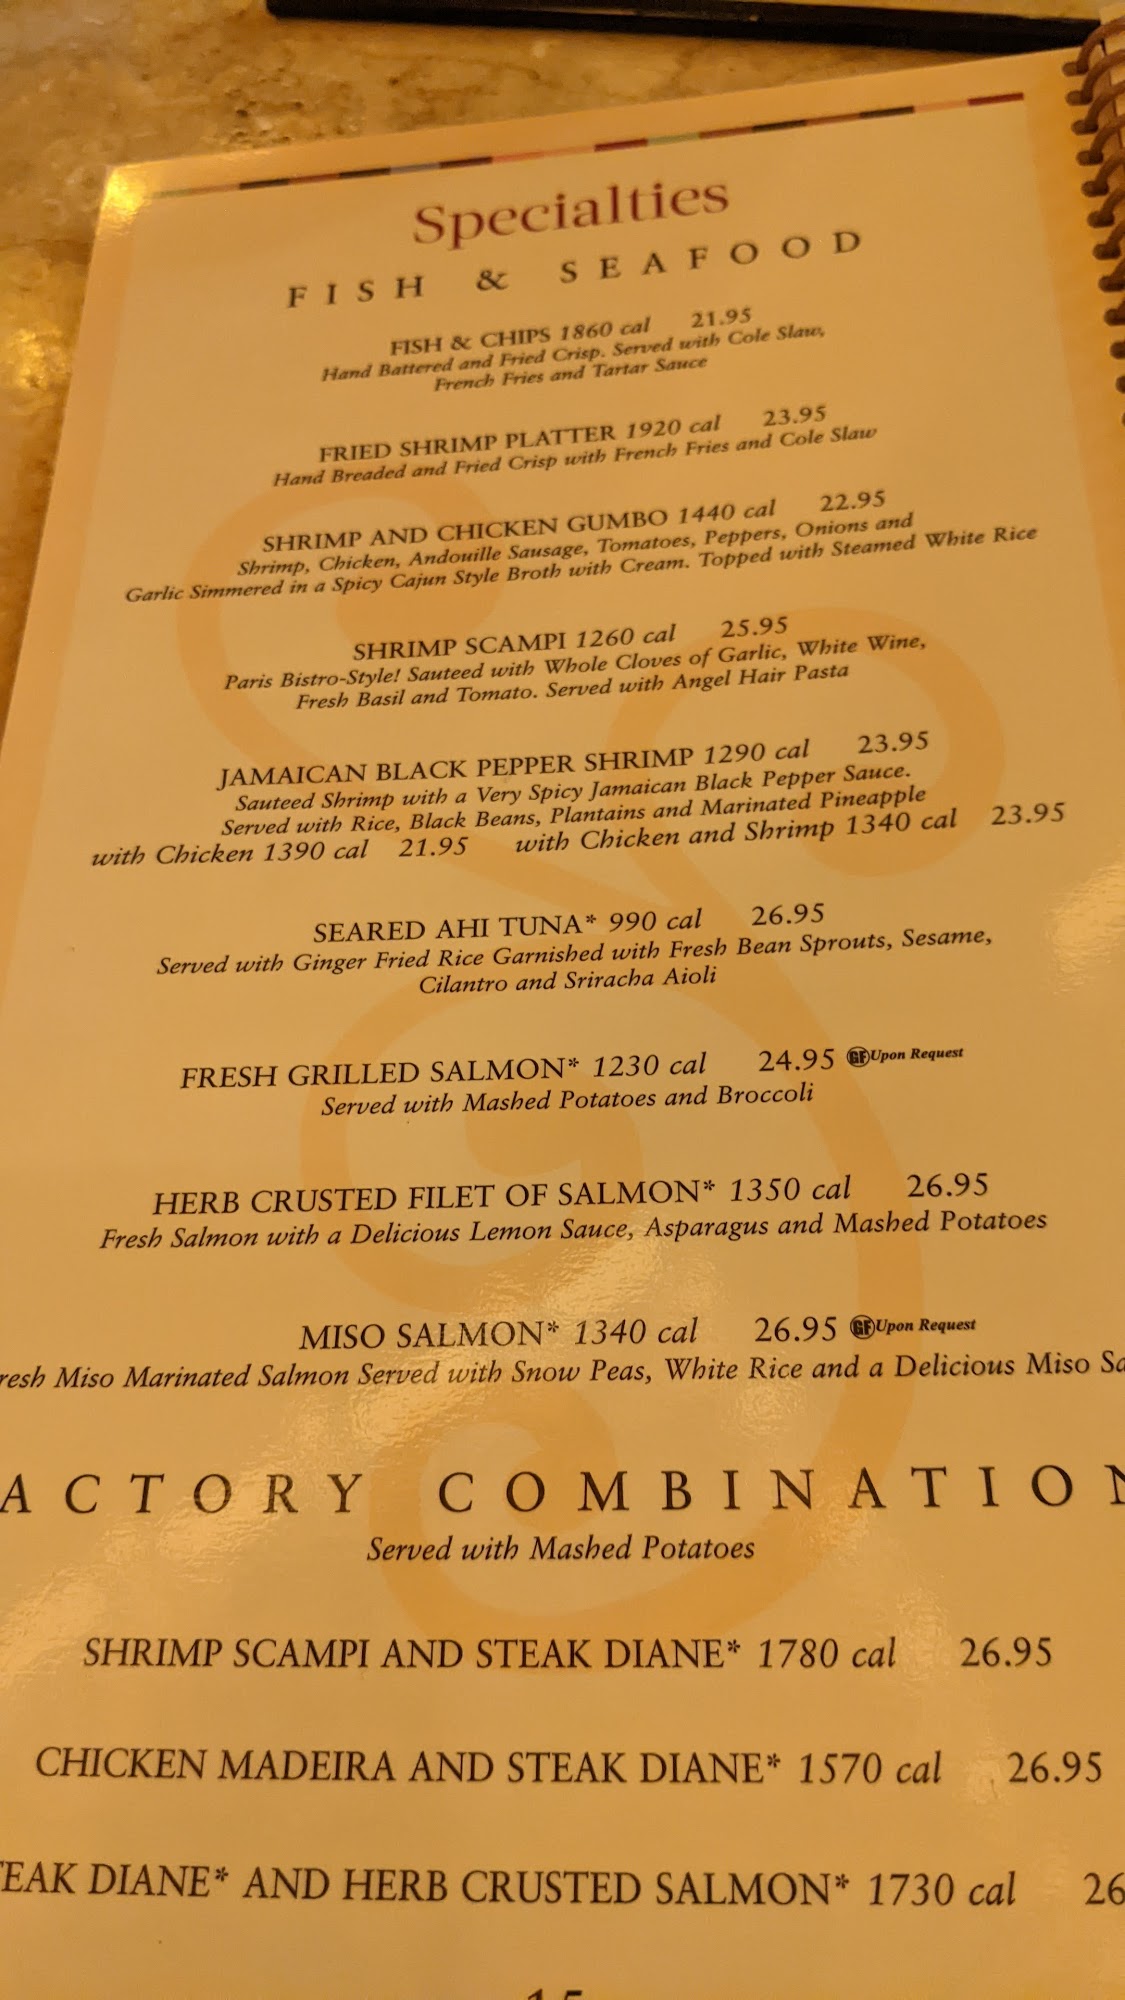 Specialties
FISH & SEAFOOD
FISH & CHIPS 1860 cal 21.95
Hand Battered and Fried Crisp. Served with Cole Slaw,
French Fries and Tartar Sauce
FRIED SHRIMP PLATTER 1920 cal 23.95
Hand Breaded and Fried Crisp with French Fries and Cole Slaw
SHRIMP AND CHICKEN GUMBO 1440 cal 22.95
Shrimp, Chicken, Andouille Sausage, Tomatoes, Peppers, Onions and
Garlic Simmered in a Spicy Cajun Style Broth with Cream. Topped with Steamed White Rice
SHRIMP SCAMPI 1260 cal 25.95
Paris Bistro-Style! Sauteed with Whole Cloves of Garlic, White Wine,
Fresh Basil and Tomato. Served with Angel Hair Pasta
JAMAICAN BLACK PEPPER SHRIMP 1290 cal 23.95
Sauteed Shrimp with a Very Spicy Jamaican Black Pepper Sauce.
Served with Rice, Black Beans, Plantains and Marinated Pineapple
with Chicken 1390 cal 21.95 with Chicken and Shrimp 1340 cal 23.95
SEARED AHI TUNA* 990 cal 26.95
Served with Ginger Fried Rice Garnished with Fresh Bean Sprouts, Sesame,
Cilantro and Sriracha Aioli
FRESH GRILLED SALMON* 1230 cal 24.95 GF Upon Request
Served with Mashed Potatoes and Broccoli
HERB CRUSTED FILET OF SALMON* 1350 cal 26.95
Fresh Salmon with a Delicious Lemon Sauce, Asparagus and Mashed Potatoes
MISO SALMON* 1340 cal 26.95 GF Upon Request
resh Miso Marinated Salmon Served with Snow Peas, White Rice and a Delicious Miso Sa
ACTORY COMBINATION
Served with Mashed Potatoes
SHRIMP SCAMPI AND STEAK DIANE* 1780 cal 26.95
CHICKEN MADEIRA AND STEAK DIANE* 1570 cal 26.95
TEAK DIANE* AND HERB CRUSTED SALMON* 1730 cal 26